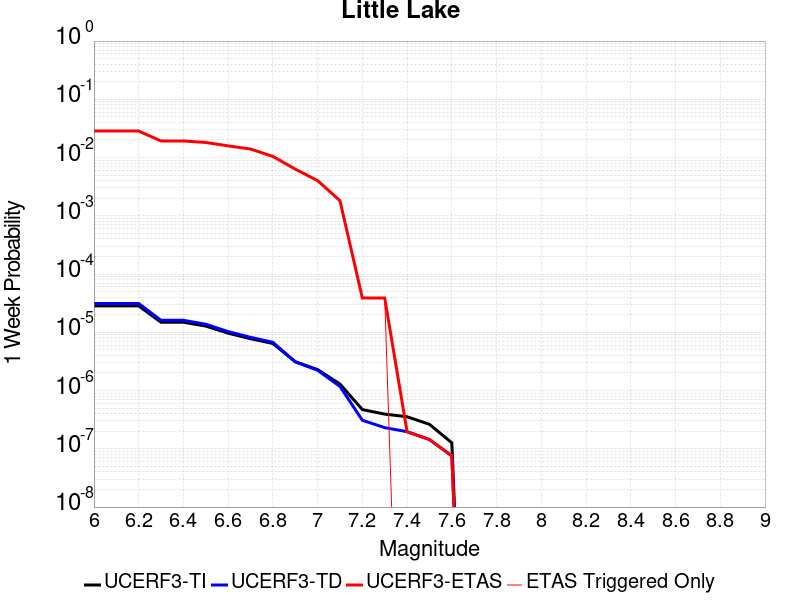 Little Lake
10^0
10^-1
10^-2
10^-3
10^-4
10^-5
10^-6
10^-7
10^-8
1 Week Probability
6 6.2 6.4 6.6 6.8 7 7.2 7.4 7.6 7.8 8 8.2 8.4 8.6 8.8 9
Magnitude
UCERF3-TI UCERF3-TD UCERF3-ETAS ETAS Triggered Only